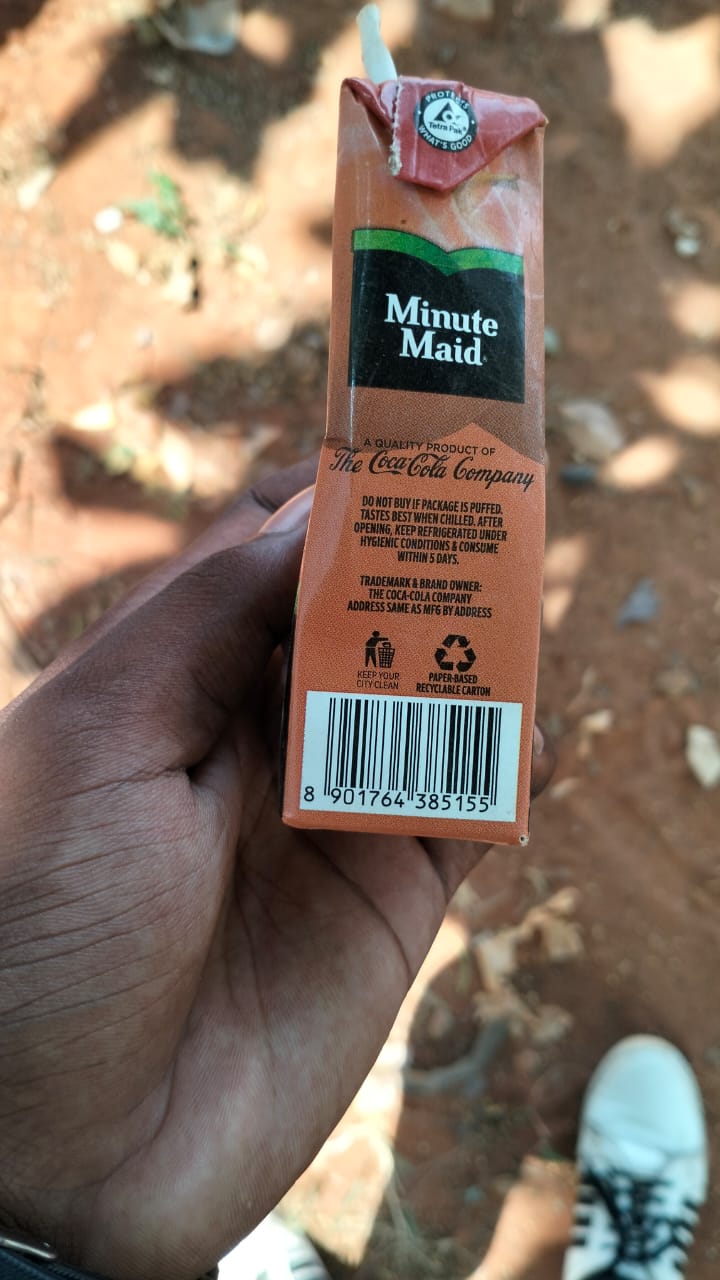 PROTECTS
Tetra Pak
WHAT'S GOOD
Minute
Maid
A QUALITY PRODUCT OF
The Coca-Cola Company
DO NOT BUY IF PACKAGE IS PUFFED.
TASTES BEST WHEN CHILLED. AFTER
OPENING, KEEP REFRIGERATED UNDER
HYGIENIC CONDITIONS & CONSUME
WITHIN 5 DAYS.
TRADEMARK & BRAND OWNER:
THE COCA-COLA COMPANY
ADDRESS SAME AS MFG BY ADDRESS
KEEP YOUR
CITY CLEAN
PAPER-BASED
RECYCLABLE CARTON
8 901764 385155